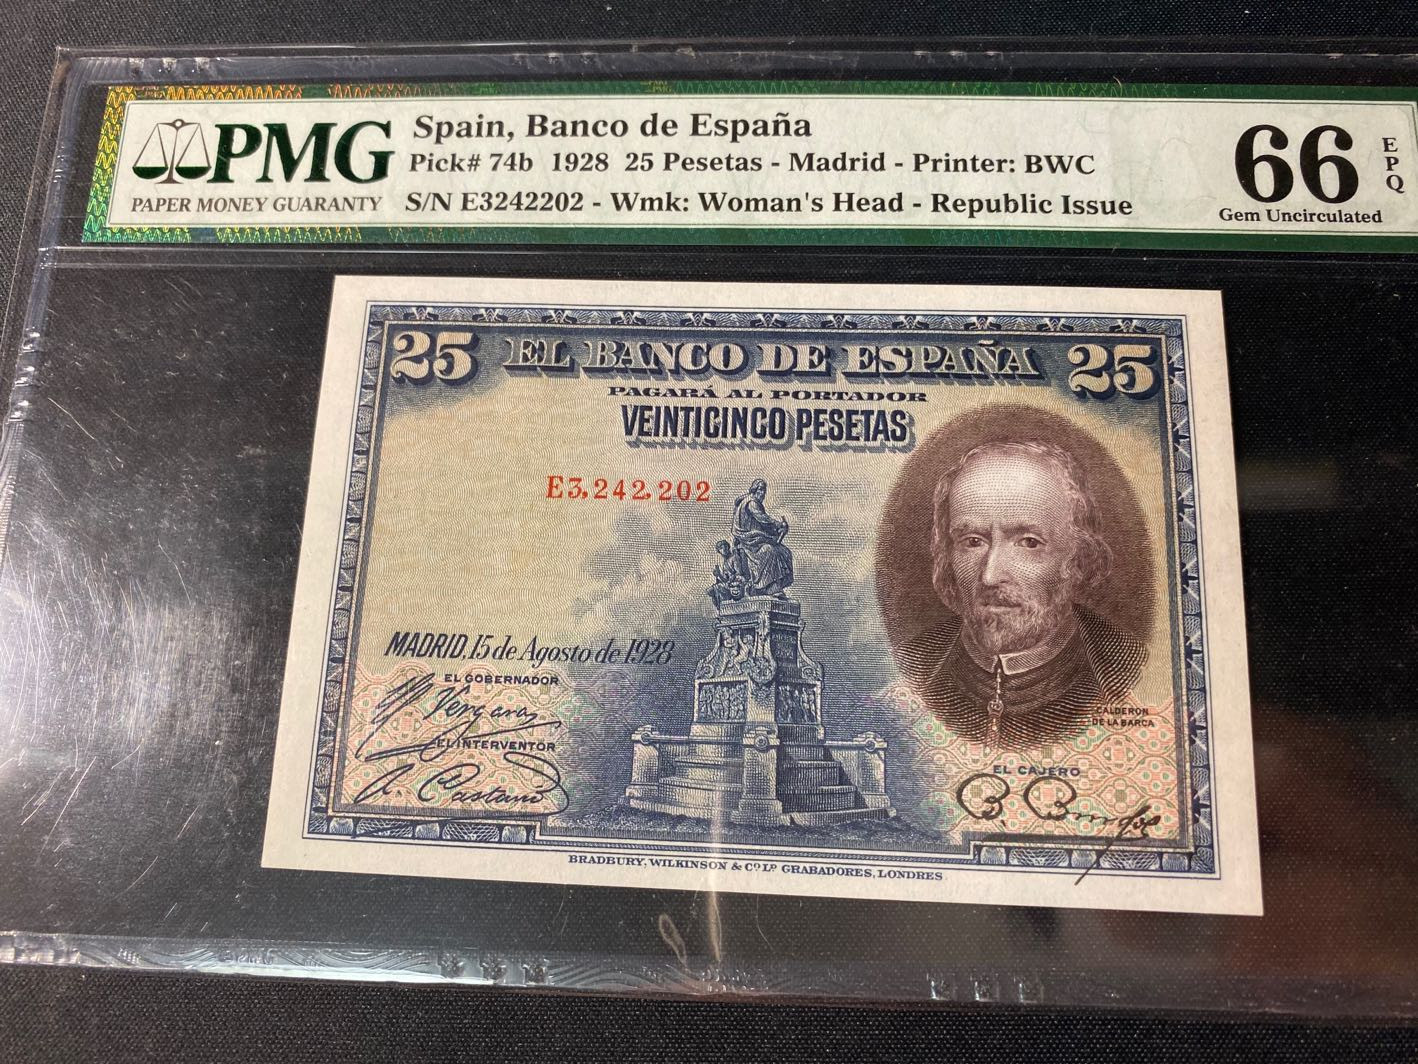 PMG
PAPER MONEY GUARANTY
Spain, Banco de España
Pick# 74b 1928 25 Pesetas - Madrid - Printer: BWC
S/N E3242202 - Wmk: Woman's Head - Republic Issue
66 EPQ
Gem Uncirculated
25 EL BANCO DE ESPAÑA 25
PAGARÁ AL PORTADOR
VEINTICINCO PESETAS
E3,242,202
MADRID, 15 de Agosto de 1928
EL GOBERNADOR
Vergara
EL INTERVENTOR
A. Castaño
CALDERON
DE LA BARCA
EL CAJERO
BRADBURY, WILKINSON & Cº Lº GRABADORES, LONDRES